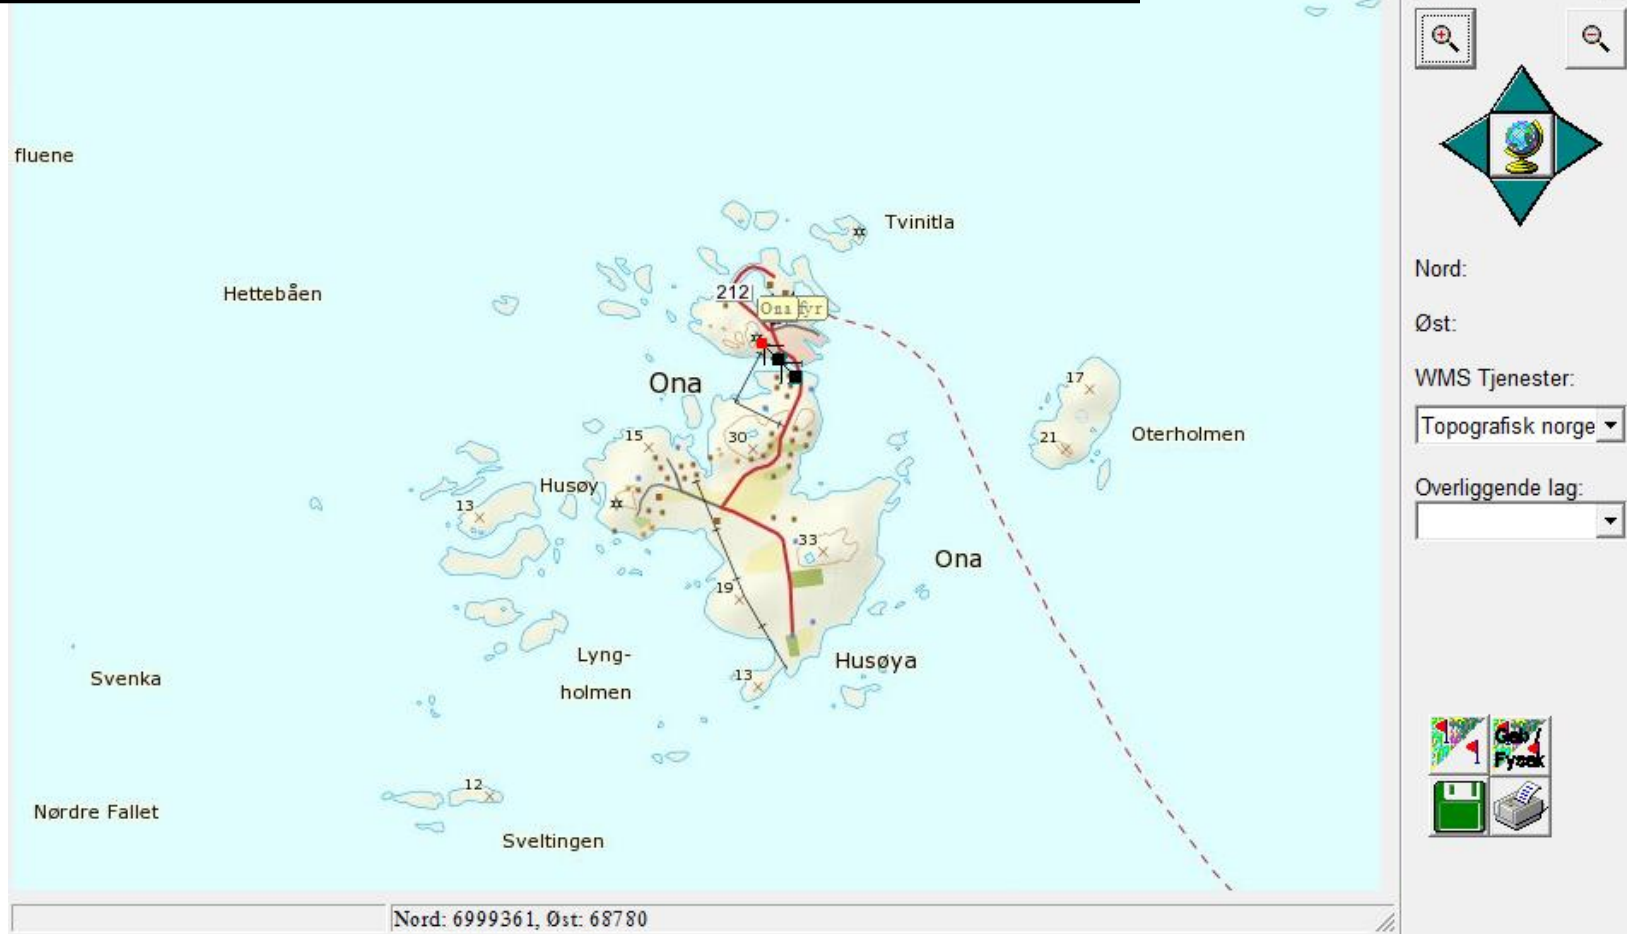 fluene
Tvinitla
Hettebåen
212
Ona
fyr
Ona
17
21
Oterholmen
15
30
Husøy
13
33
Ona
19
Lyng-
holmen
Husøya
13
Svenka
12
Nørdre Fallet
Sveltingen
Nord:
Øst:
WMS Tjenester:
Topografisk norge
Overliggende lag:
Geb /
Fysak
Nord: 6999361, Øst: 68780